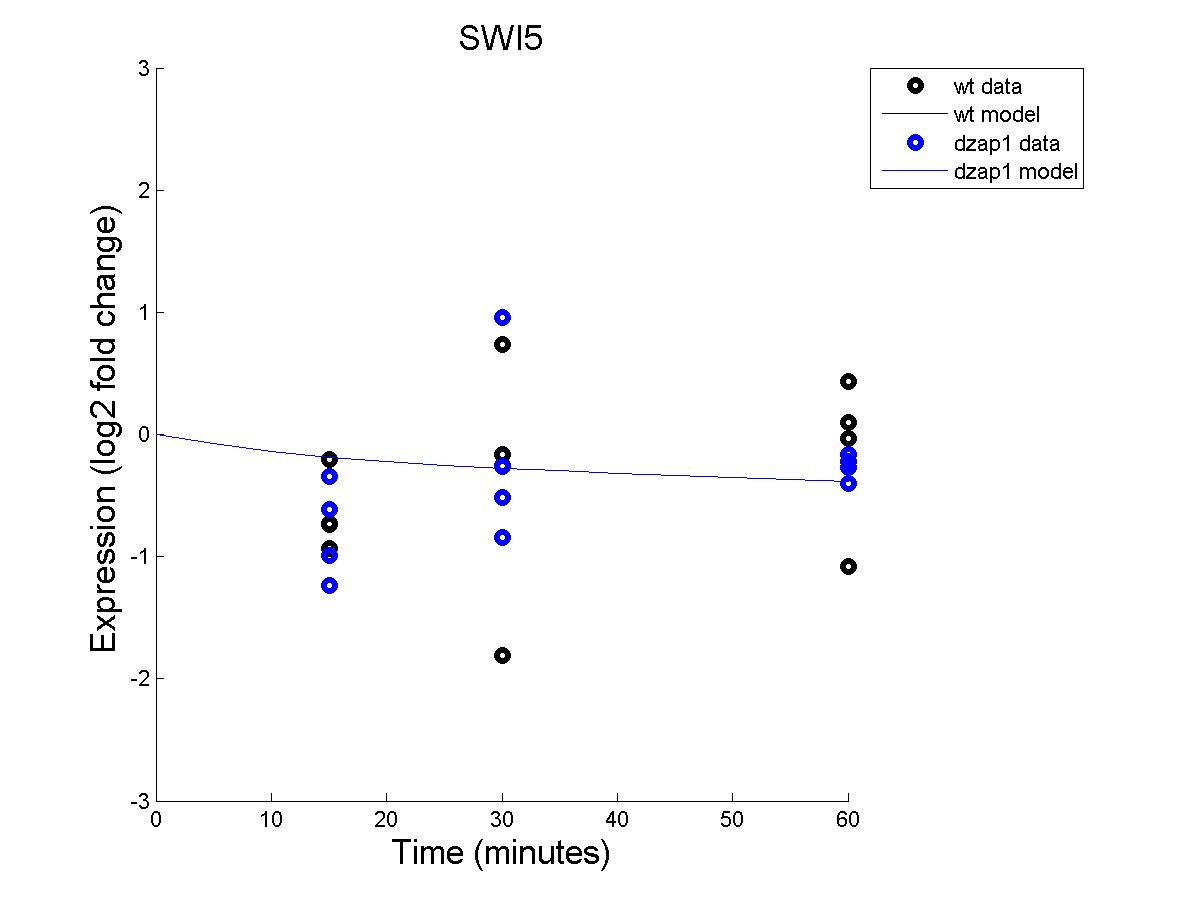 SWI5
3
2
1
0
-1
-2
-3
Expression (log2 fold change)
0 10 20 30 40 50 60
Time (minutes)
wt data
wt model
dzap1 data
dzap1 model